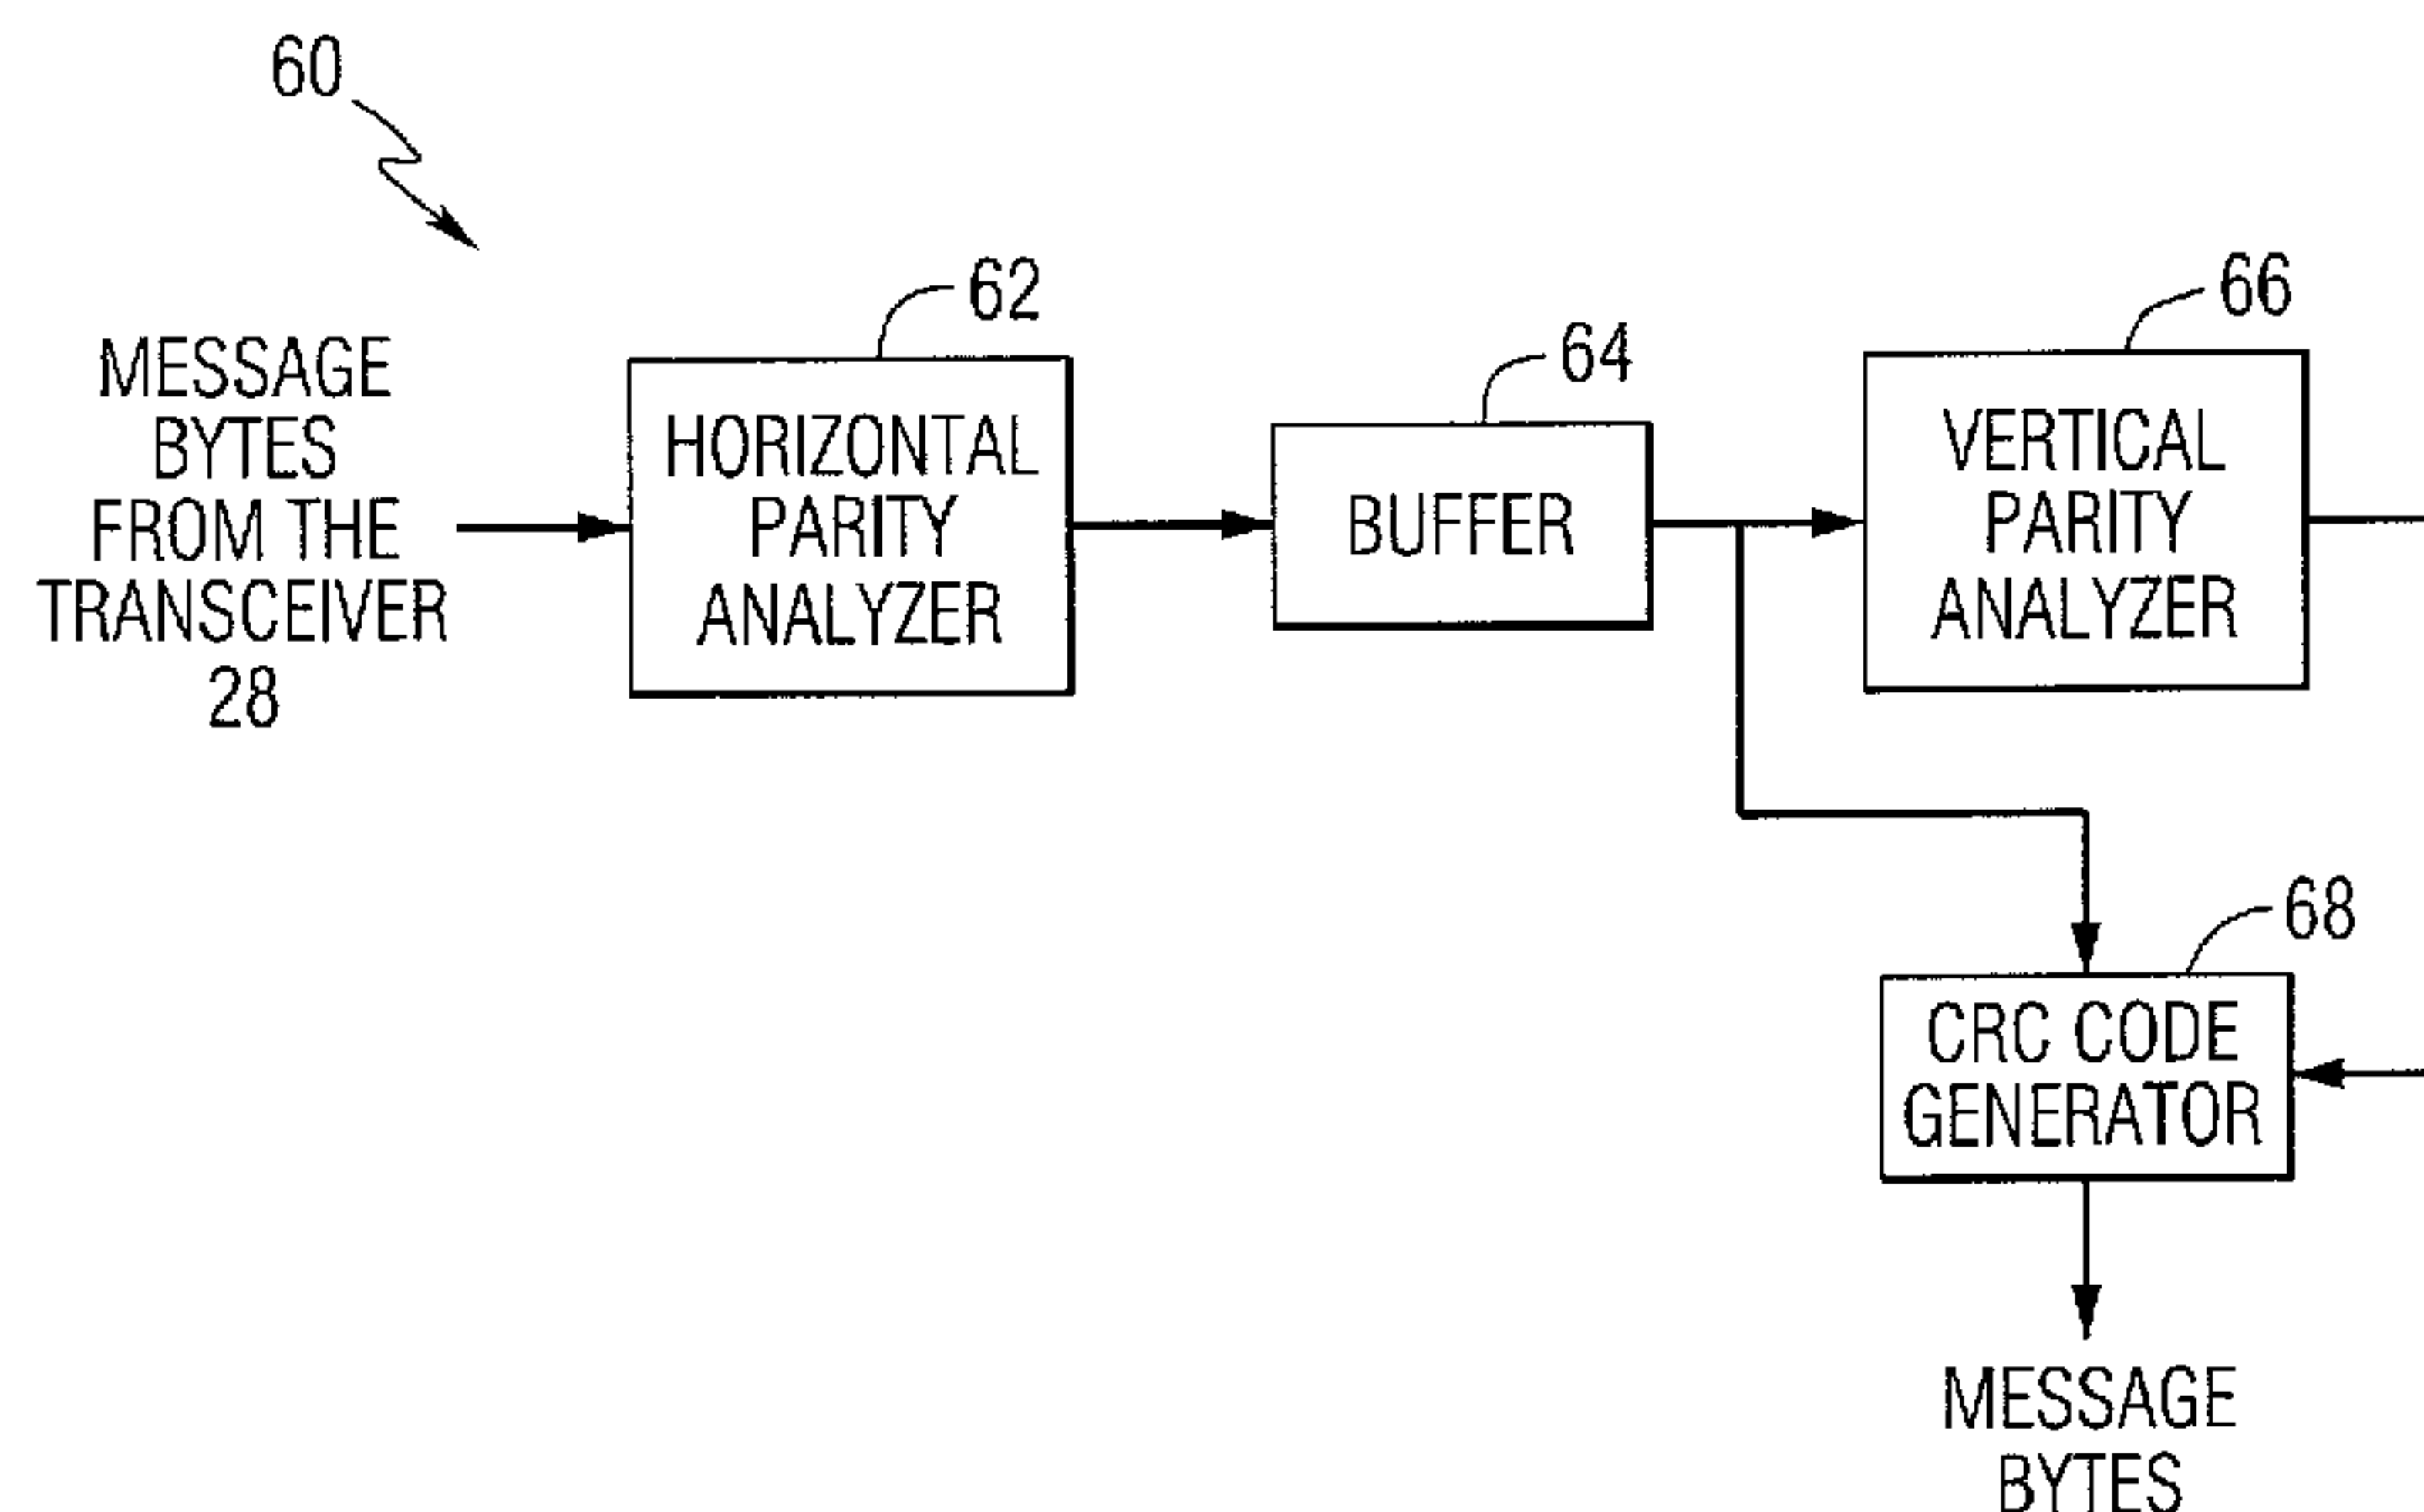 60
62
66
64
MESSAGE
BYTES
FROM THE
TRANSCEIVER
28
HORIZONTAL
PARITY
ANALYZER
BUFFER
VERTICAL
PARITY
ANALYZER
68
CRC CODE
GENERATOR
MESSAGE
BYTES